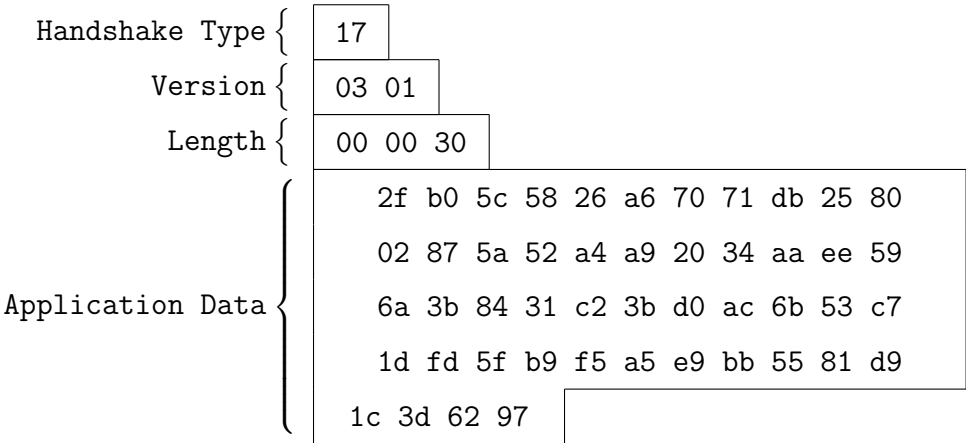 Handshake Type 17
Version 03 01
Length 00 00 30
2f b0 5c 58 26 a6 70 71 db 25 80
02 87 5a 52 a4 a9 20 34 aa ee 59
Application Data 6a 3b 84 31 c2 3b d0 ac 6b 53 c7
1d fd 5f b9 f5 a5 e9 bb 55 81 d9
1c 3d 62 97